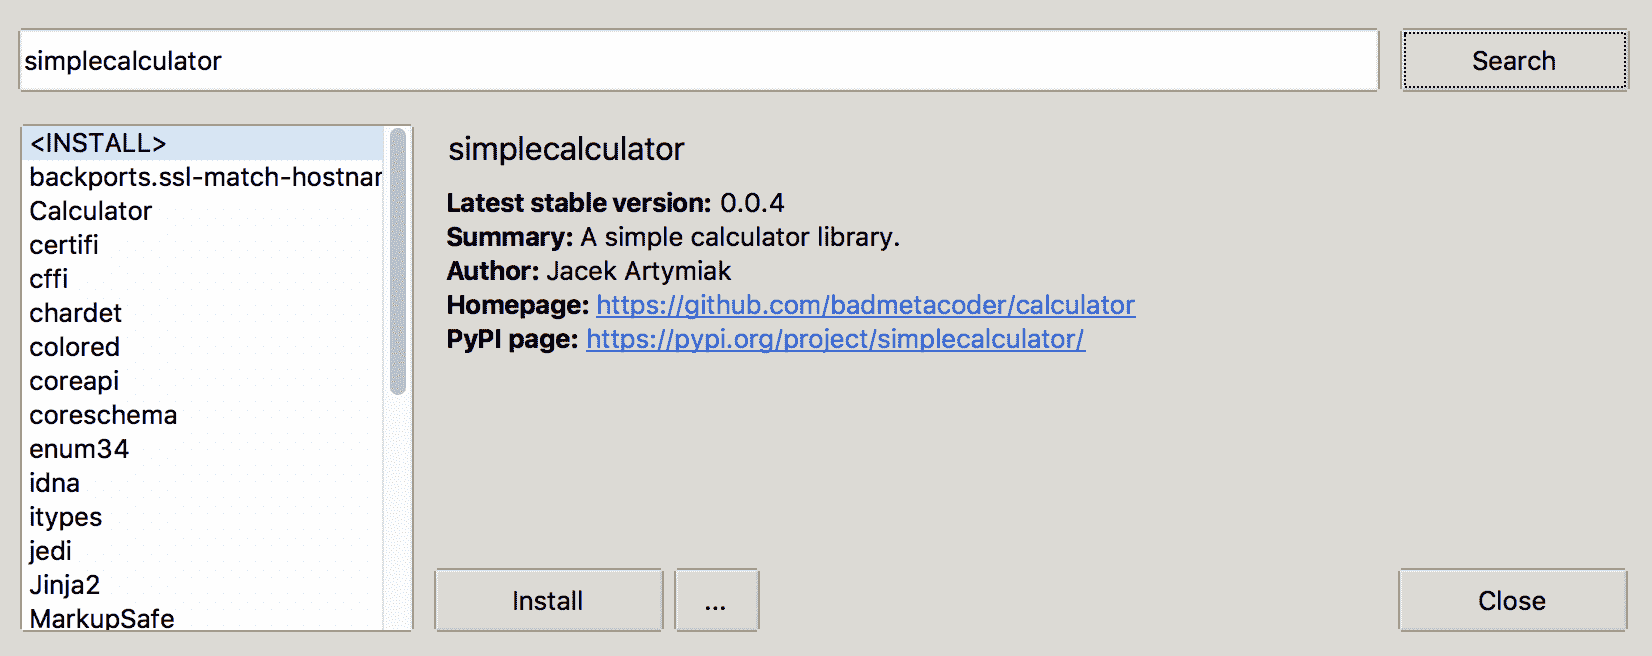 simplecalculator
Search
<INSTALL>
backports.ssl-match-hostnar
Calculator
certifi
cffi
chardet
colored
coreapi
coreschema
enum34
idna
itypes
jedi
Jinja2
MarkupSafe
simplecalculator
Latest stable version: 0.0.4
Summary: A simple calculator library.
Author: Jacek Artymiak
Homepage: https://github.com/badmetacoder/calculator
PyPI page: https://pypi.org/project/simplecalculator/
Install
...
Close